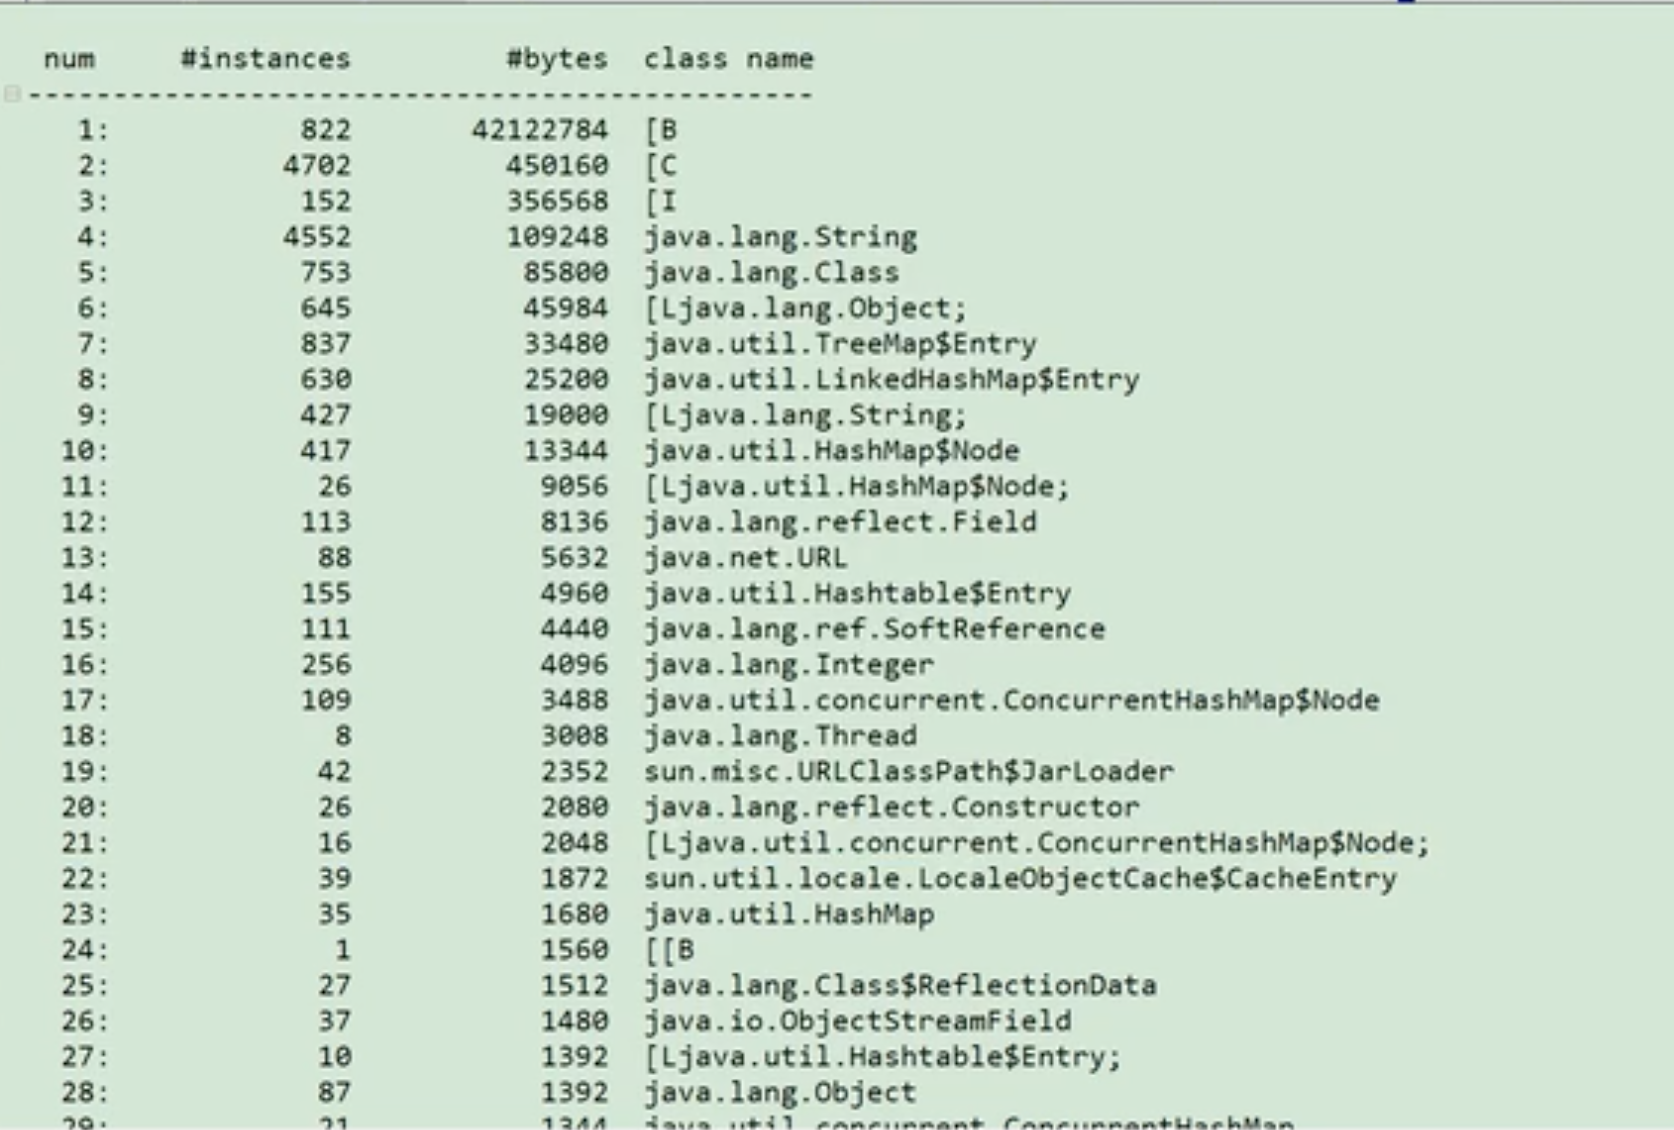 num #instances #bytes class name
----------------------------------------------
1: 822 42122784 [B
2: 4702 450160 [C
3: 152 356568 [I
4: 4552 109248 java.lang.String
5: 753 85800 java.lang.Class
6: 645 45984 [Ljava.lang.Object;
7: 837 33480 java.util.TreeMap$Entry
8: 630 25200 java.util.LinkedHashMap$Entry
9: 427 19000 [Ljava.lang.String;
10: 417 13344 java.util.HashMap$Node
11: 26 9056 [Ljava.util.HashMap$Node;
12: 113 8136 java.lang.reflect.Field
13: 88 5632 java.net.URL
14: 155 4960 java.util.Hashtable$Entry
15: 111 4440 java.lang.ref.SoftReference
16: 256 4096 java.lang.Integer
17: 109 3488 java.util.concurrent.ConcurrentHashMap$Node
18: 8 3008 java.lang.Thread
19: 42 2352 sun.misc.URLClassPath$JarLoader
20: 26 2080 java.lang.reflect.Constructor
21: 16 2048 [Ljava.util.concurrent.ConcurrentHashMap$Node;
22: 39 1872 sun.util.locale.LocaleObjectCache$CacheEntry
23: 35 1680 java.util.HashMap
24: 1 1560 [[B
25: 27 1512 java.lang.Class$ReflectionData
26: 37 1480 java.io.ObjectStreamField
27: 10 1392 [Ljava.util.Hashtable$Entry;
28: 87 1392 java.lang.Object
29: 21 1344 java.util.concurrent.ConcurrentHashMap